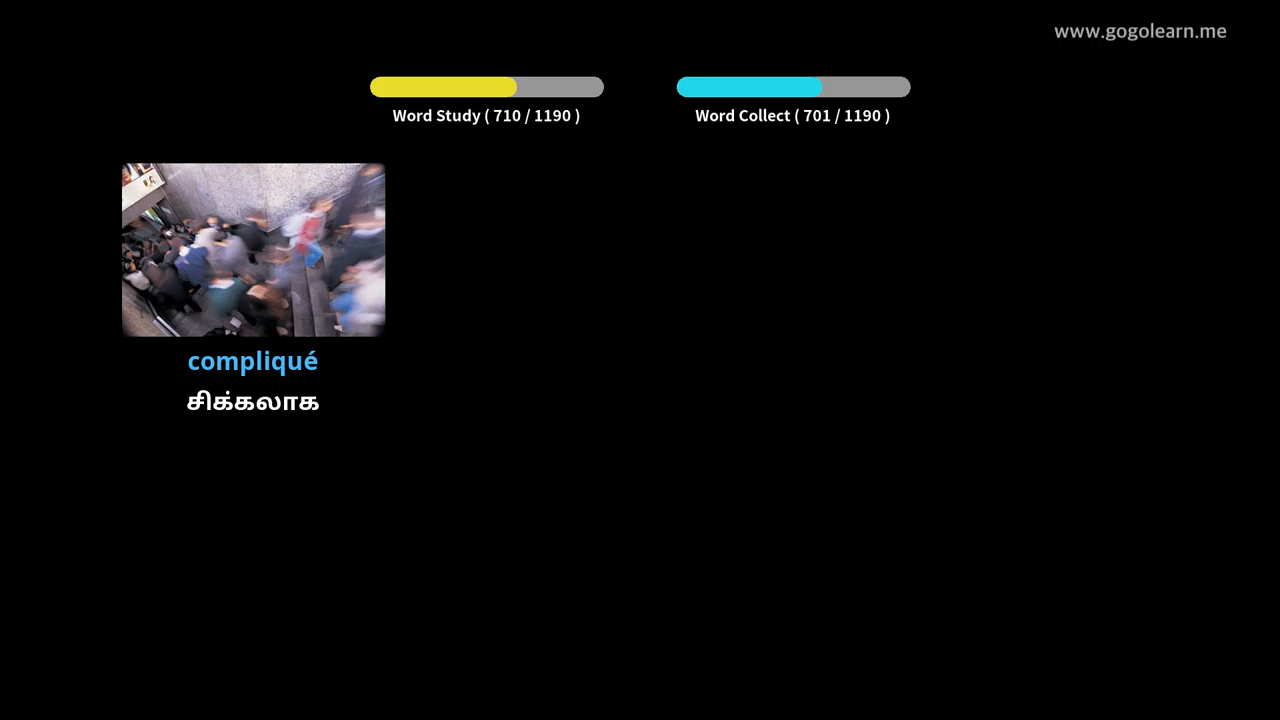 www.gogolearn.me
Word Study ( 710 / 1190 )
Word Collect ( 701 / 1190 )
compliqué
சிக்கலாக